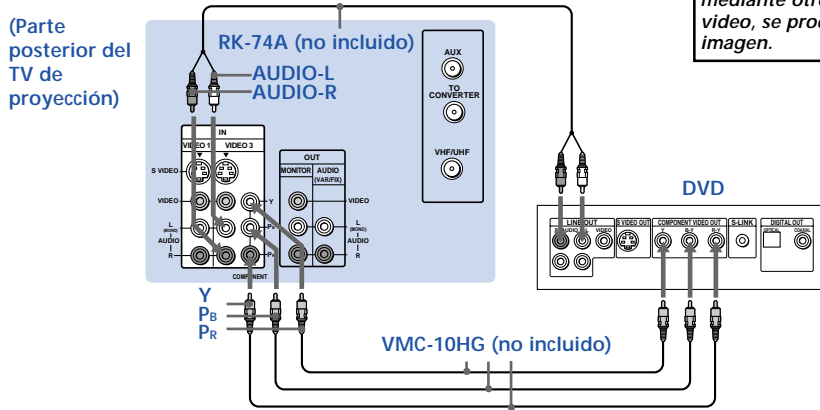 mediante otro
video, se prod
imagen.
(Parte
posterior del
TV de
proyección)
RK-74A (no incluido)
AUDIO-L
AUDIO-R
AUX
TO
CONVERTER
VHF/UHF
IN
VIDEO 1 VIDEO 3
S VIDEO
VIDEO
L
(MONO)
AUDIO
R
Y
PB
PR
COMPONENT
OUT
MONITOR AUDIO
(VAR/FIX)
VIDEO
L
(MONO)
AUDIO
R
DVD
LINE OUT
R AUDIO L VIDEO
S VIDEO OUT
COMPONENT VIDEO OUT
Y B-Y R-Y
S-LINK
DIGITAL OUT
OPTICAL COAXIAL
Y
PB
PR
VMC-10HG (no incluido)